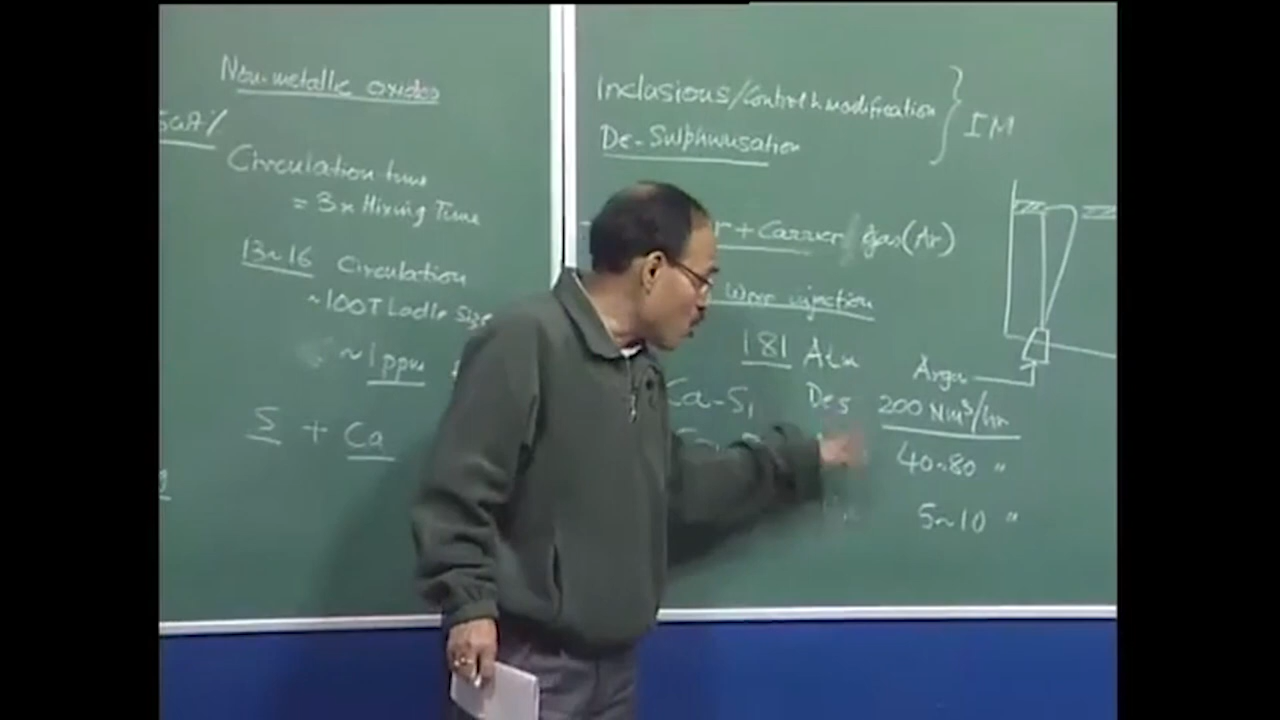 Non-metallic oxides
Circulation time
= 3x Mixing Time
13~16 Circulation
~100T Ladle Size
~1ppm
S + Ca
Inclusions/Control & modification } IM
De-Sulphurisation
r + Carrier gas(Ar)
Wire injection
181 Atm
Argon
Ca-Si
Des 200 Nm³/hr
40~80 "
5~10 "